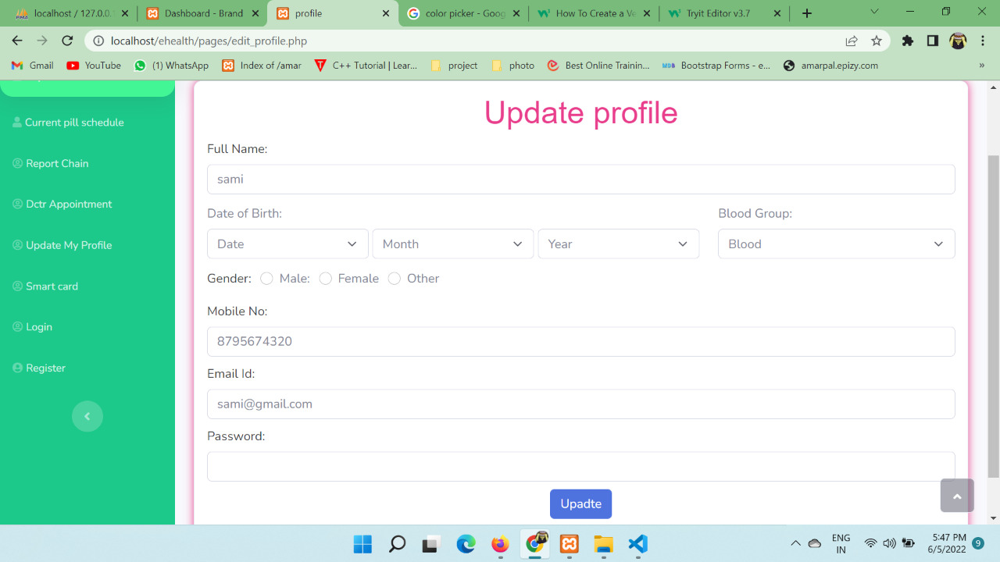 localhost / 127.0.0.1
Dashboard - Brand
profile
color picker - Goog
How To Create a Ve
Tryit Editor v3.7
localhost/ehealth/pages/edit_profile.php
Gmail
YouTube
(1) WhatsApp
Index of /amar
C++ Tutorial | Lear...
project
photo
Best Online Trainin...
MDB
Bootstrap Forms - e...
amarpal.epizy.com
»
Current pill schedule
Report Chain
Dctr Appointment
Update My Profile
Smart card
Login
Register
Update profile
Full Name:
sami
Date of Birth:
Blood Group:
Date
Month
Year
Blood
Gender:
Male:
Female
Other
Mobile No:
8795674320
Email Id:
sami@gmail.com
Password:
Upadte
ENG
IN
5:47 PM
6/5/2022
9